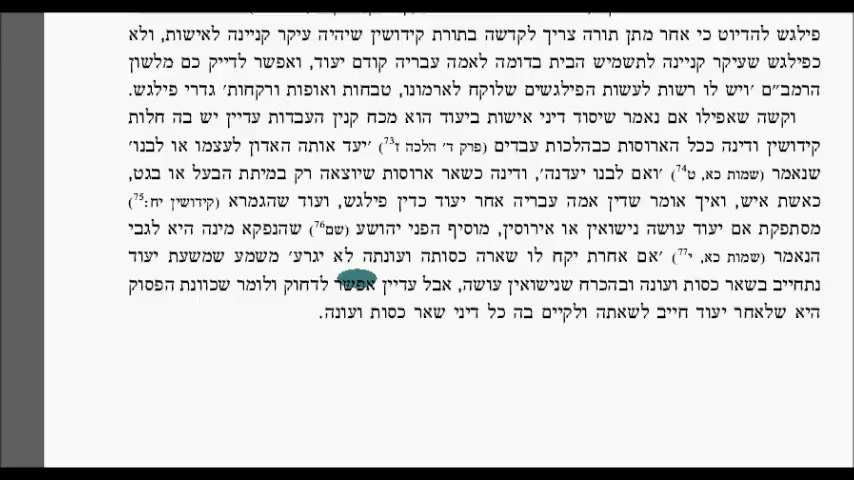 פילגש להדיוט כי אחר מתן תורה צריך לקדשה בתורת קידושין שיהיה עיקר קניינה לאישות, ולא
כפילגש שעיקר קניינה לתשמיש הבית בדומה לאמה עבריה קודם יעוד, ואפשר לדייק כם מלשון
הרמב״ם 'ויש לו רשות לעשות הפילגשים שלוקח לארמונו, טבחות ואופות ורקחות' גדרי פילגש.
וקשה שאפילו אם נאמר שיסוד דיני אישות ביעוד הוא מכח קנין העבדות עדיין יש בה חלות
קידושין ודינה ככל הארוסות כבהלכות עבדים (פרק ד' הלכה ז73) 'יעד אותה האדון לעצמו או לבנו'
שנאמר (שמות כא, ט74) 'ואם לבנו יעדנה', ודינה כשאר ארוסות שיוצאה רק במיתת הבעל או בגט,
כאשת איש, ואיך אומר שדין אמה עבריה אחר יעוד כדין פילגש, ועוד שהגמרא (קידושין יח:75)
מסתפקת אם יעוד עושה נישואין או אירוסין, מוסיף הפני יהושע (שם76) שהנפקא מינה היא לגבי
הנאמר (שמות כא, י77) 'אם אחרת יקח לו שארה כסותה ועונתה לא יגרע' משמע שמשעת יעוד
נתחייב בשאר כסות ועונה ובהכרח שנישואין עושה, אבל עדיין אפשר לדחוק ולומר שכוונת הפסוק
היא שלאחר יעוד חייב לשאתה ולקיים בה כל דיני שאר כסות ועונה.